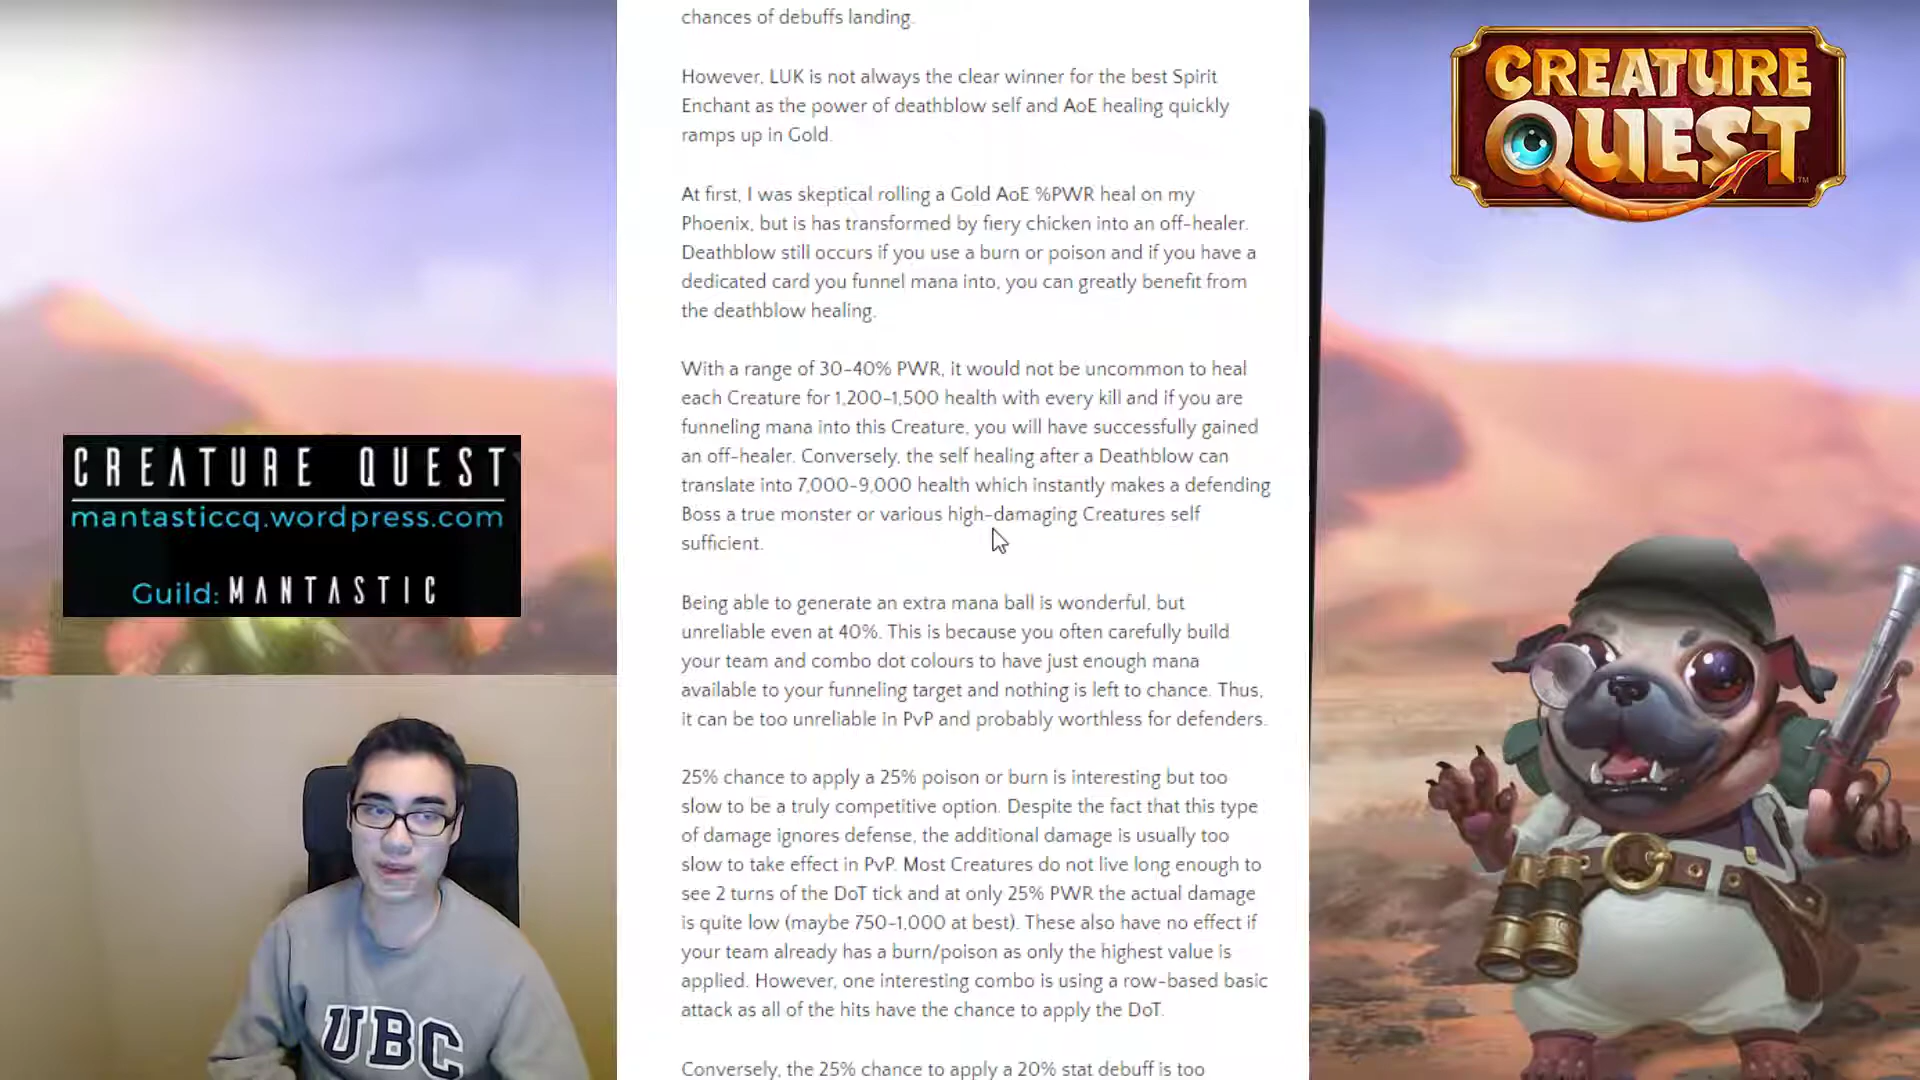 chances of debuffs landing.
However, LUK is not always the clear winner for the best Spirit
Enchant as the power of deathblow self and AoE healing quickly
ramps up in Gold.
At first, I was skeptical rolling a Gold AoE %PWR heal on my
Phoenix, but is has transformed by fiery chicken into an off-healer.
Deathblow still occurs if you use a burn or poison and if you have a
dedicated card you funnel mana into, you can greatly benefit from
the deathblow healing.
With a range of 30-40% PWR, it would not be uncommon to heal
each Creature for 1,200-1,500 health with every kill and if you are
funneling mana into this Creature, you will have successfully gained
an off-healer. Conversely, the self healing after a Deathblow can
translate into 7,000-9,000 health which instantly makes a defending
Boss a true monster or various high-damaging Creatures self
sufficient.
Being able to generate an extra mana ball is wonderful, but
unreliable even at 40%. This is because you often carefully build
your team and combo dot colours to have just enough mana
available to your funneling target and nothing is left to chance. Thus,
it can be too unreliable in PvP and probably worthless for defenders.
25% chance to apply a 25% poison or burn is interesting but too
slow to be a truly competitive option. Despite the fact that this type
of damage ignores defense, the additional damage is usually too
slow to take effect in PvP. Most Creatures do not live long enough to
see 2 turns of the DoT tick and at only 25% PWR the actual damage
is quite low (maybe 750-1,000 at best). These also have no effect if
your team already has a burn/poison as only the highest value is
applied. However, one interesting combo is using a row-based basic
attack as all of the hits have the chance to apply the DoT.
Conversely, the 25% chance to apply a 20% stat debuff is too
CREATURE QUEST
mantasticcq.wordpress.com
Guild: MANTASTIC
UBC
CREATURE
QUEST
TM